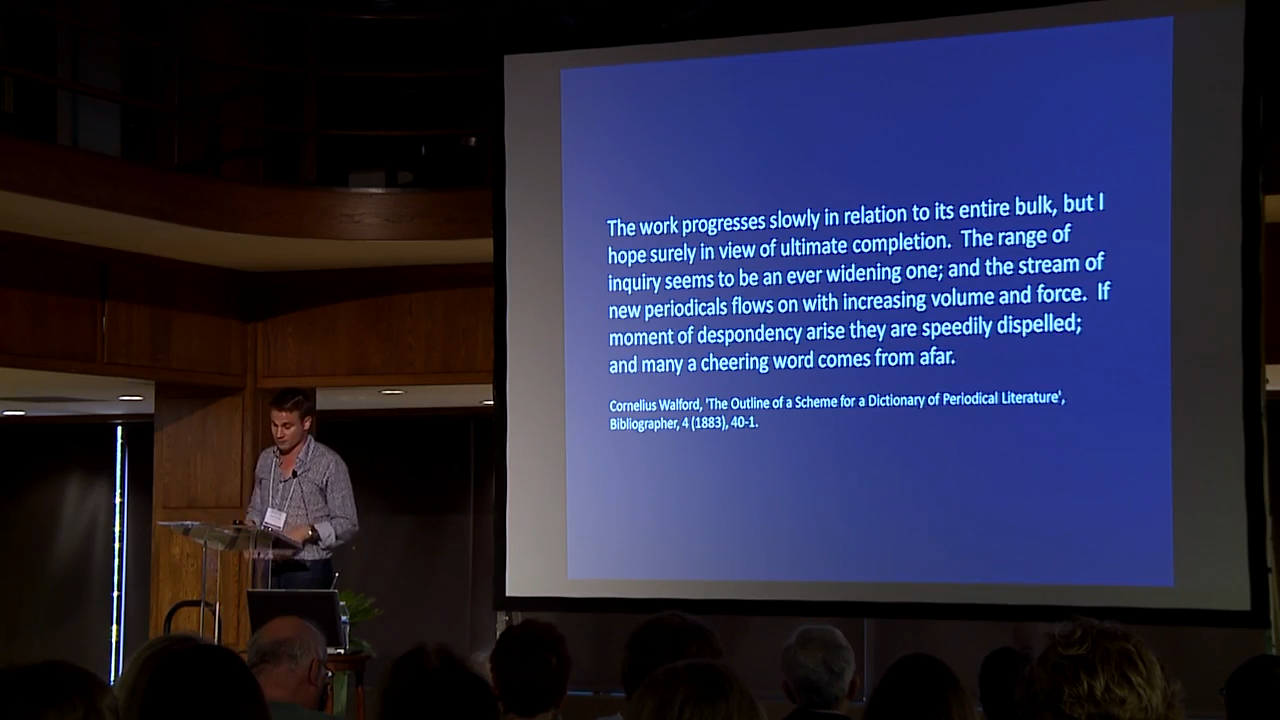 The work progresses slowly in relation to its entire bulk, but I
hope surely in view of ultimate completion.  The range of
inquiry seems to be an ever widening one; and the stream of
new periodicals flows on with increasing volume and force.  If
moment of despondency arise they are speedily dispelled;
and many a cheering word comes from afar.
Cornelius Walford, 'The Outline of a Scheme for a Dictionary of Periodical Literature',
Bibliographer, 4 (1883), 40-1.